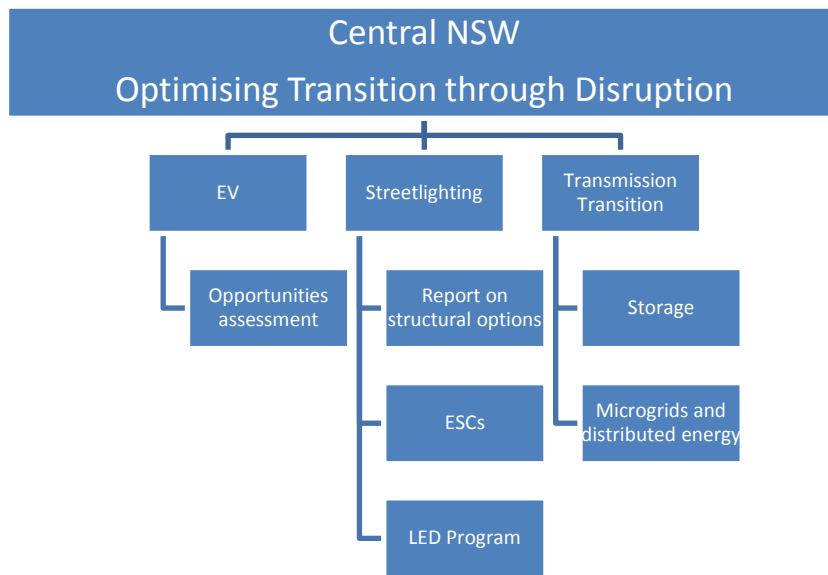 Central NSW
Optimising Transition through Disruption
EV
Streetlighting
Transmission
Transition
Opportunities
assessment
Report on
structural options
Storage
ESCs
Microgrids and
distributed energy
LED Program